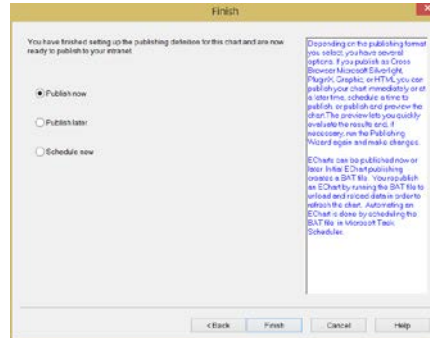 Finish
You have finished setting up the publishing definition for this chart and are now
ready to publish to your intranet.
Publish now
Publish later
Schedule now
Depending on the publishing format
you select, you have several
options. If you publish as Cross
Browser Microsoft Silverlight,
PluginX, Graphic, or HTML you can
publish your chart immediately or at
a later time, schedule a time to
publish, or publish and preview the
chart. The preview lets you quickly
evaluate the results and, if
necessary, run the Publishing
Wizard again and make changes.
ECharts can be published now or
later. Initial EChart publishing
creates a BAT file. You republish
an EChart by running the BAT file to
unload and reload data in order to
refresh the chart. Automating an
EChart is done by scheduling the
BAT file in Microsoft Task
Scheduler.
< Back
Finish
Cancel
Help